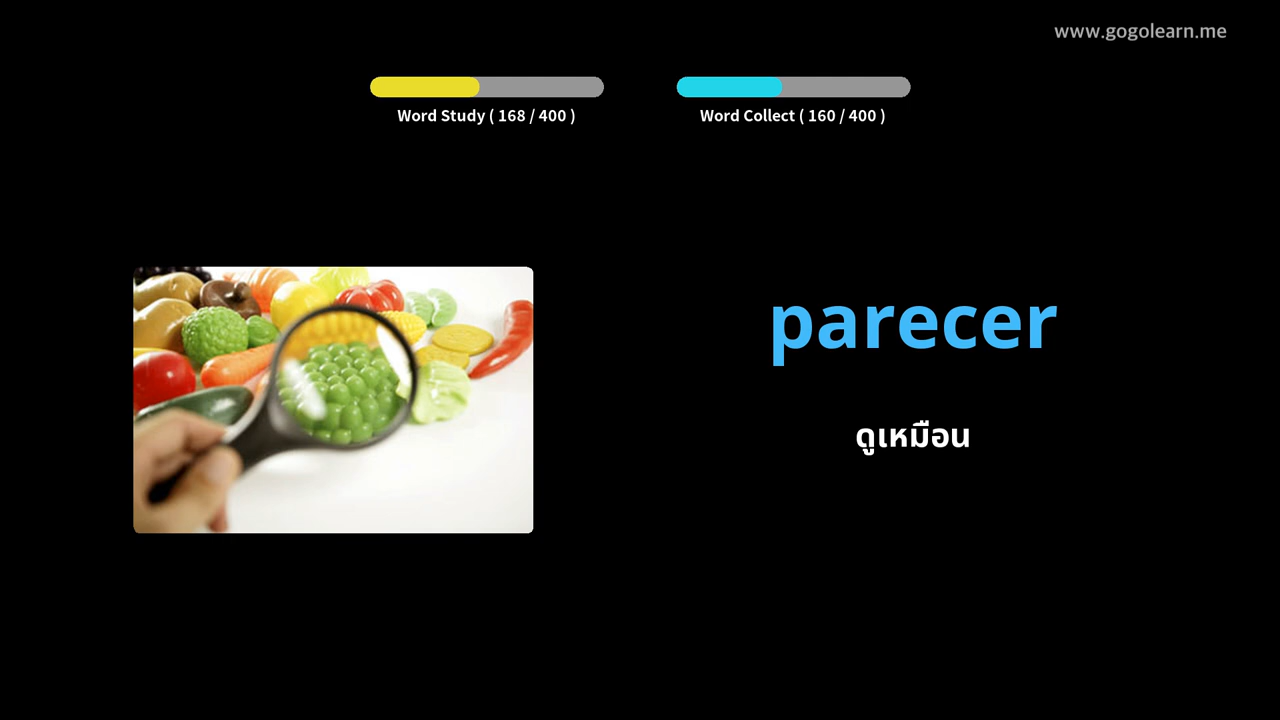 www.gogolearn.me
Word Study ( 168 / 400 )
Word Collect ( 160 / 400 )
parecer
ดูเหมือน